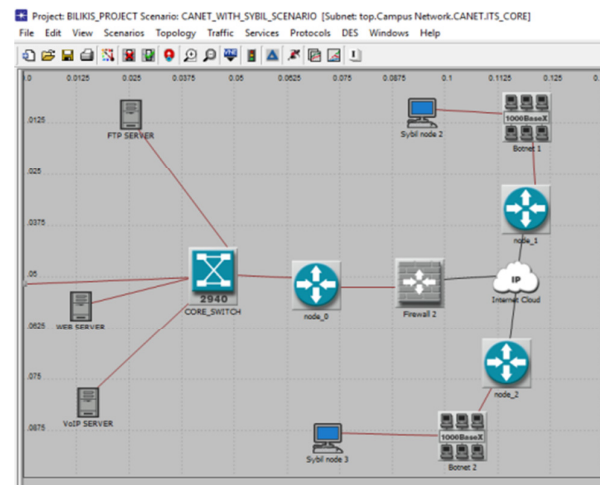 Project: BILIKIS_PROJECT Scenario: CANET_WITH_SYBIL_SCENARIO [Subnet: top.Campus Network.CANET.ITS_CORE]
File Edit View Scenarios Topology Traffic Services Protocols DES Windows Help
.0 0.0125 0.025 0.0375 0.05 0.0625 0.075 0.0875 0.1 0.1125 0.125 0.
.0125
FTP SERVER
Sybil node 2
1000BaseX
Botnet 1
.025
.0375
node_1
.05
2940
CORE_SWITCH
node_0
Firewall 2
IP
Internet Cloud
WEB SERVER
.0625
.075
node_2
VoIP SERVER
.0875
1000BaseX
Sybil node 3
Botnet 2